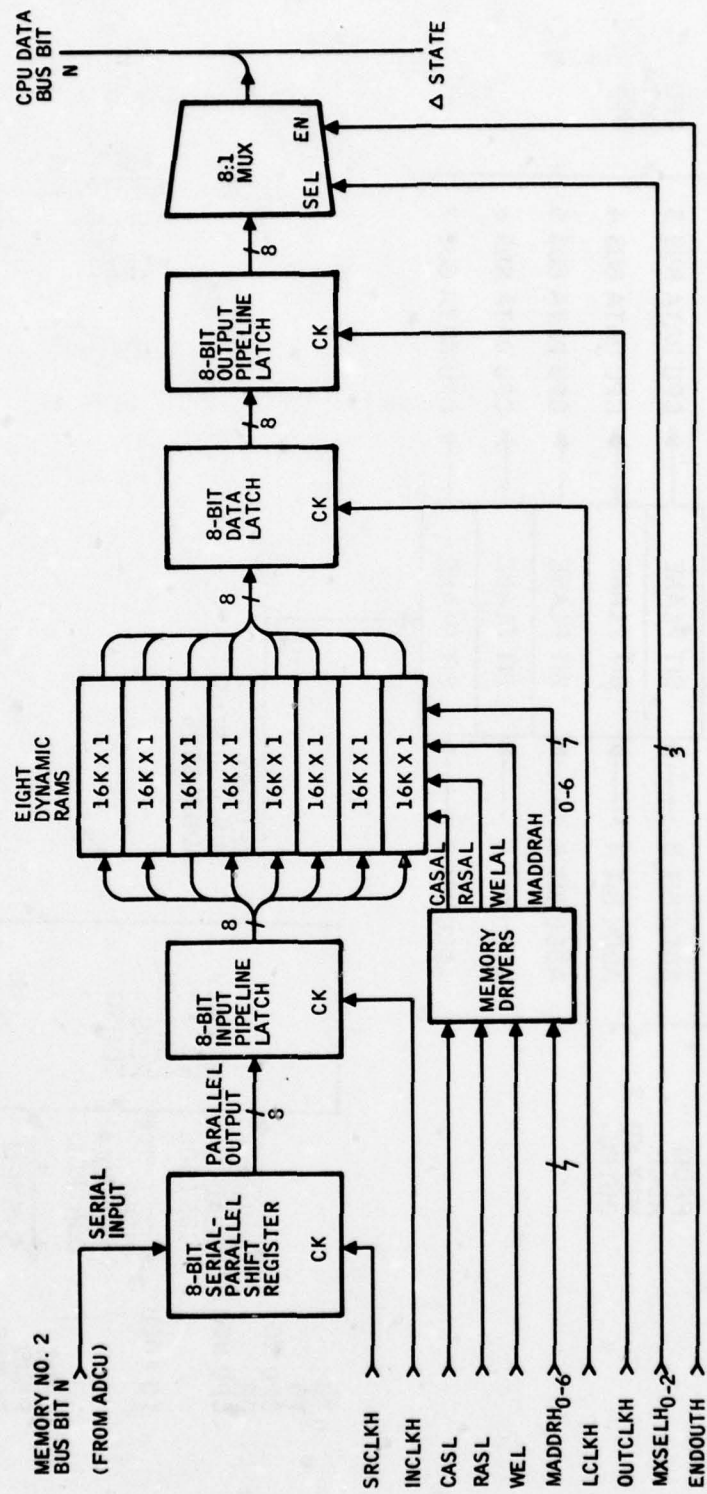 MEMORY NO. 2
BUS BIT N
(FROM ADCU)
SERIAL
INPUT
8-BIT
SERIAL-
PARALLEL
SHIFT
REGISTER
CK
PARALLEL
OUTPUT
8
8-BIT
INPUT
PIPELINE
LATCH
CK
8
EIGHT
DYNAMIC
RAMS
16K X 1
16K X 1
16K X 1
16K X 1
16K X 1
16K X 1
16K X 1
16K X 1
8
8-BIT
DATA
LATCH
CK
8
8-BIT
OUTPUT
PIPELINE
LATCH
CK
8
8:1
MUX
SEL
EN
CPU DATA
BUS BIT
N
Δ STATE
MEMORY
DRIVERS
CASAL
RASAL
WELAL
MADDRAH
0-6
7
7
3
SRCLKH
INCLKH
CASL
RASL
WEL
MADDRH0-6
LCLKH
OUTCLKH
MXSELH0-2
ENDOUTH